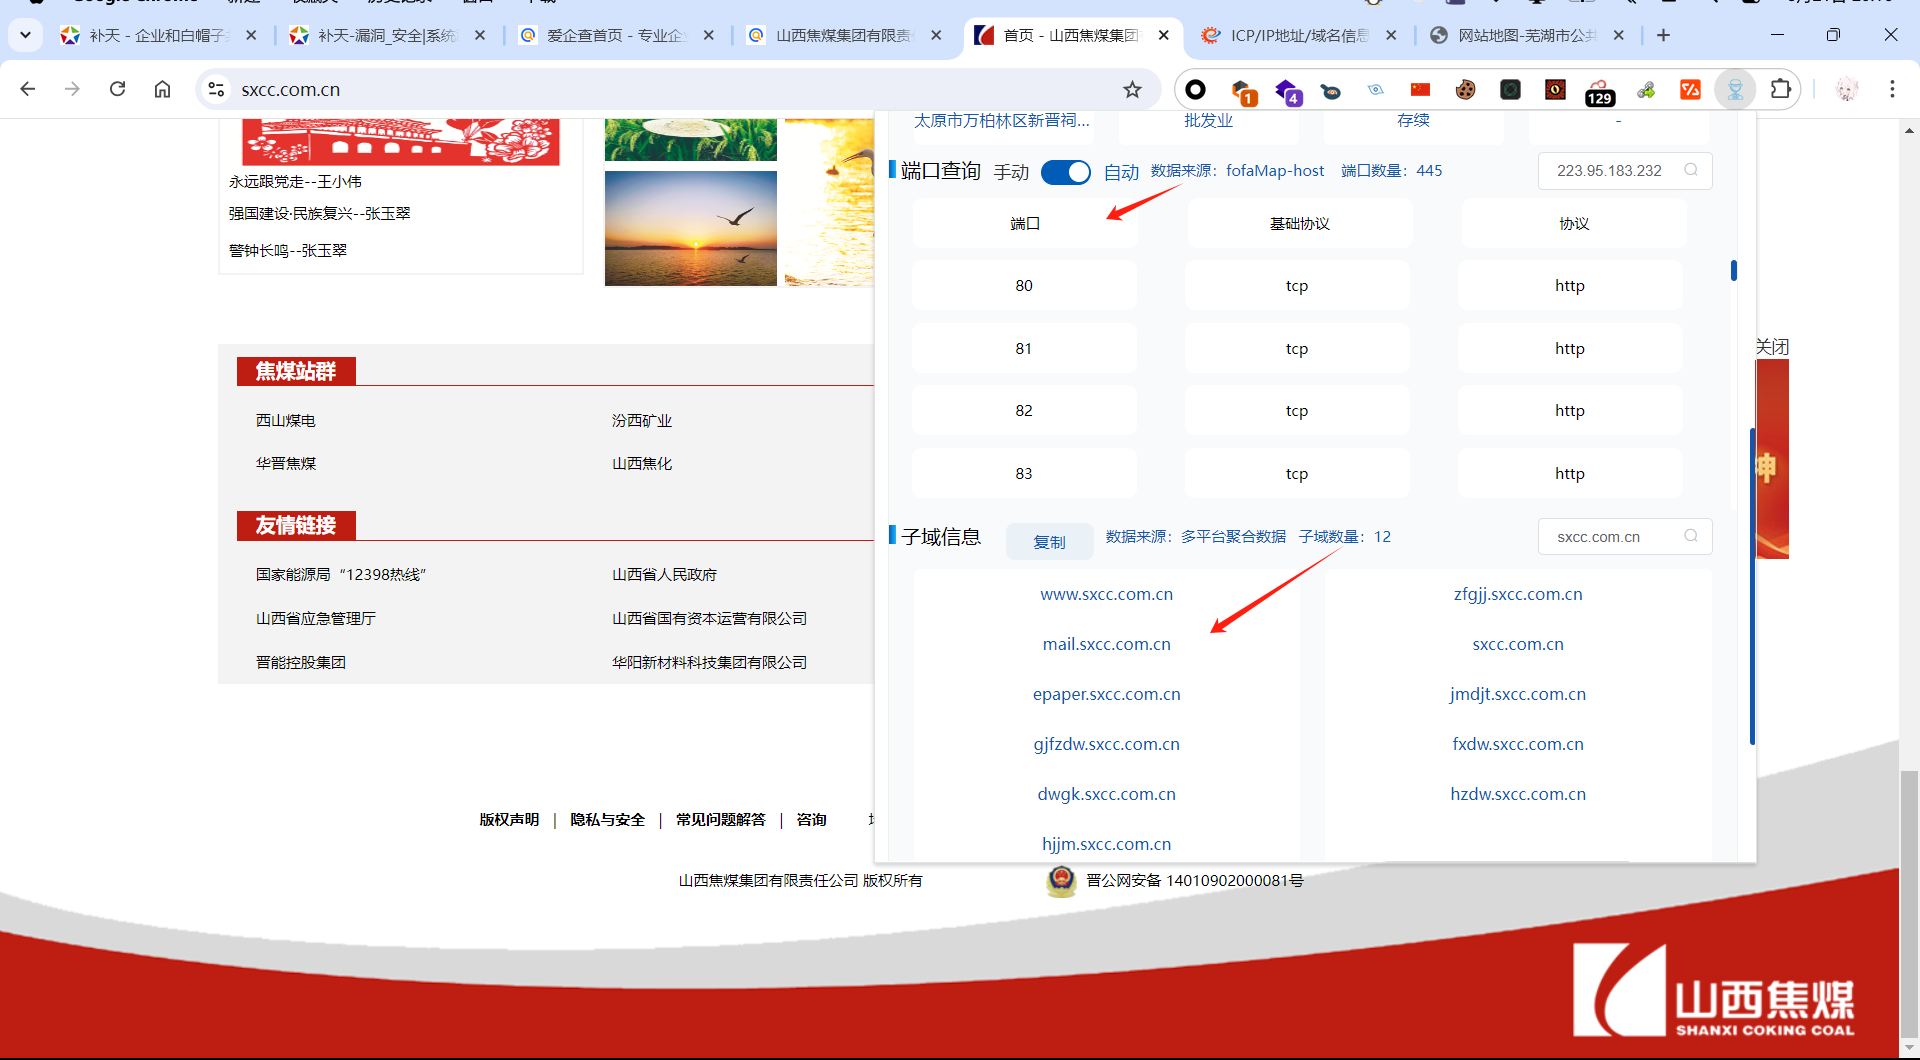 补天 - 企业和白帽子
补天-漏洞_安全|系统
爱企查首页 - 专业企业
山西焦煤集团有限责
首页 - 山西焦煤集团
ICP/IP地址/域名信息
网站地图-芜湖市公共
sxcc.com.cn
1
4
129
永远跟党走--王小伟
强国建设·民族复兴--张玉翠
警钟长鸣--张玉翠
焦煤站群
西山煤电
汾西矿业
华晋焦煤
山西焦化
友情链接
国家能源局“12398热线”
山西省人民政府
山西省应急管理厅
山西省国有资本运营有限公司
晋能控股集团
华阳新材料科技集团有限公司
太原市万柏林区新晋祠...
批发业
存续
-
端口查询
手动
自动
数据来源：fofaMap-host
端口数量：445
223.95.183.232
端口
基础协议
协议
80
tcp
http
81
tcp
http
82
tcp
http
83
tcp
http
子域信息
复制
数据来源：多平台聚合数据
子域数量：12
sxcc.com.cn
www.sxcc.com.cn
zfgjj.sxcc.com.cn
mail.sxcc.com.cn
sxcc.com.cn
epaper.sxcc.com.cn
jmdjt.sxcc.com.cn
gjfzdw.sxcc.com.cn
fxdw.sxcc.com.cn
dwgk.sxcc.com.cn
hzdw.sxcc.com.cn
hjjm.sxcc.com.cn
关闭
神
版权声明 | 隐私与安全 | 常见问题解答 | 咨询
山西焦煤集团有限责任公司 版权所有
晋公网安备 14010902000081号
山西焦煤
SHANXI COKING COAL